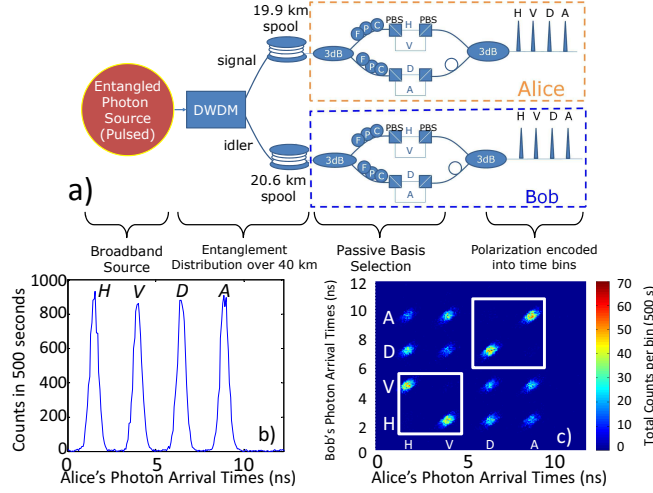 19.9 km
spool
signal
Entangled
Photon
Source
(Pulsed)
DWDM
idler
20.6 km
spool
a)
3dB
F P C
F P C
PBS
PBS
H
V
D
A
3dB
H V D A
Alice
3dB
F P C
F P C
PBS
PBS
H
V
D
A
3dB
H V D A
Bob
Broadband
Source
Entanglement
Distribution over 40 km
Passive Basis
Selection
Polarization encoded
into time bins
Counts in 500 seconds
1000
800
600
400
200
0
H V D A
b)
0 5 10
Alice's Photon Arrival Times (ns)
Bob's Photon Arrival Times (ns)
12
10
8
6
4
2
0
A
D
V
H
H V D A
c)
0 5 10
Alice's Photon Arrival Times (ns)
70
60
50
40
30
20
10
0
Total Counts per bin (500 s)